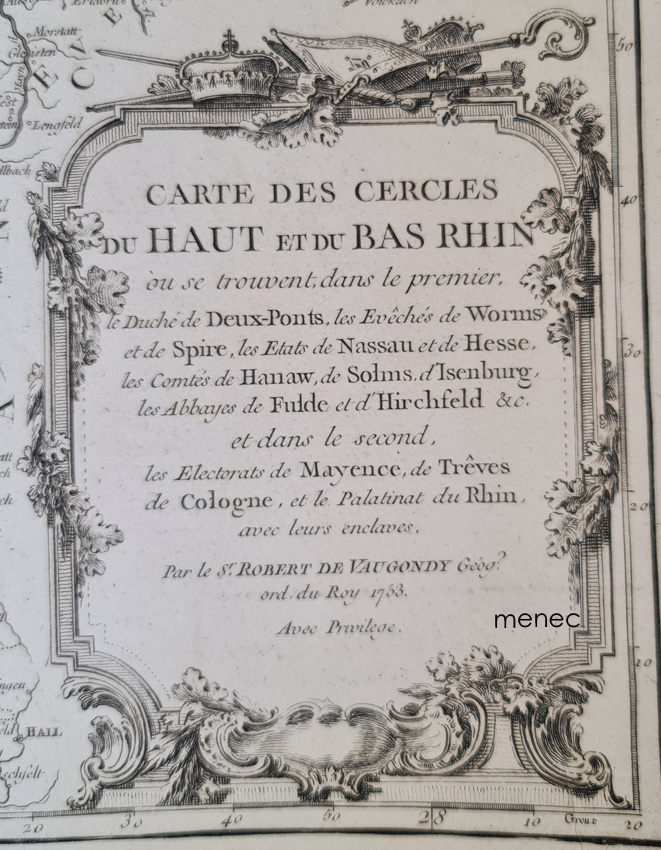 Morstatt
Lengfeld
50
CARTE DES CERCLES
DU HAUT ET DU BAS RHIN
où se trouvent, dans le premier,
le Duché de Deux-Ponts, les Evêchés de Worms
et de Spire, les Etats de Nassau et de Hesse,
les Comtés de Hanaw, de Solms, d'Isenburg,
les Abbayes de Fulde et d'Hirchfeld &c.
et dans le second,
les Electorats de Mayence, de Trêves
de Cologne, et le Palatinat du Rhin,
avec leurs enclaves.
Par le Sr. ROBERT DE VAUGONDY Géog.
ord. du Roy 1753.
Avec Privilege.
menec
40
30
20
10
HALL
20 30 40 50 28 10 Groux 20